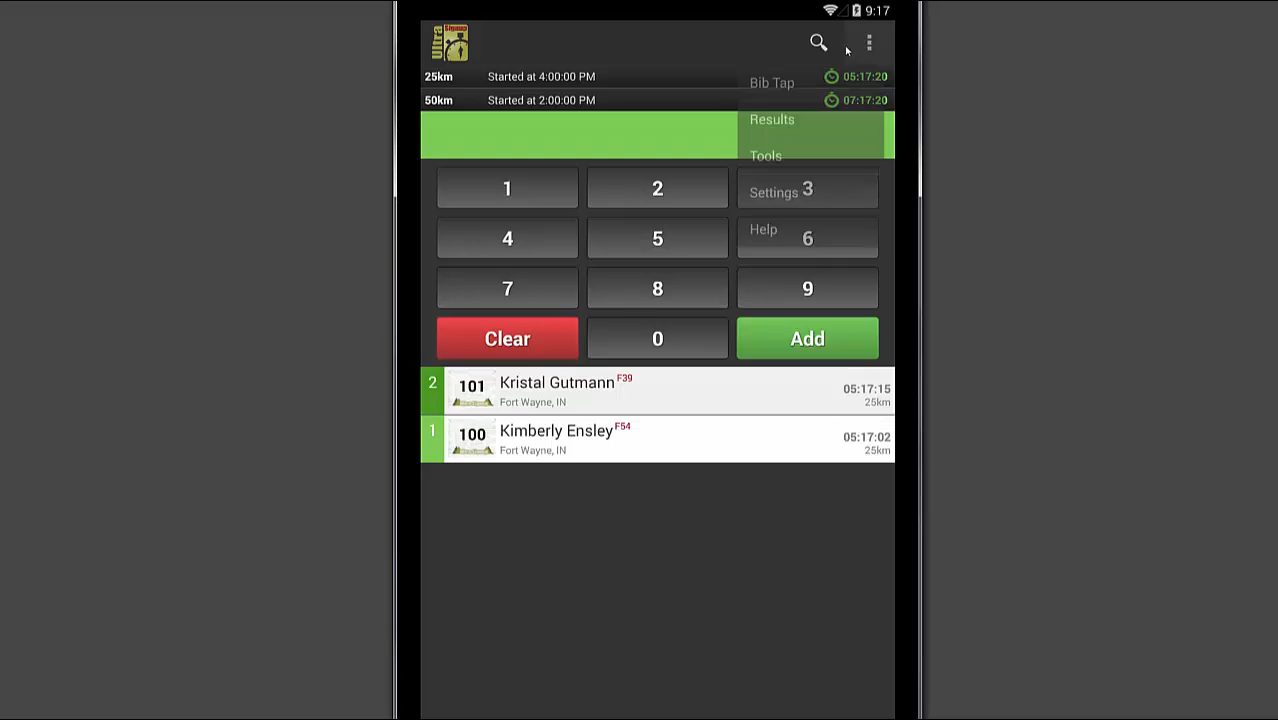 9:17
Ultra
Signup
25km Started at 4:00:00 PM 05:17:20
50km Started at 2:00:00 PM 07:17:20
Bib Tap
Results
Tools
Settings
Help
1 2 3
4 5 6
7 8 9
Clear 0 Add
2 101 Kristal Gutmann F39 05:17:15
Fort Wayne, IN 25km
1 100 Kimberly Ensley F54 05:17:02
Fort Wayne, IN 25km